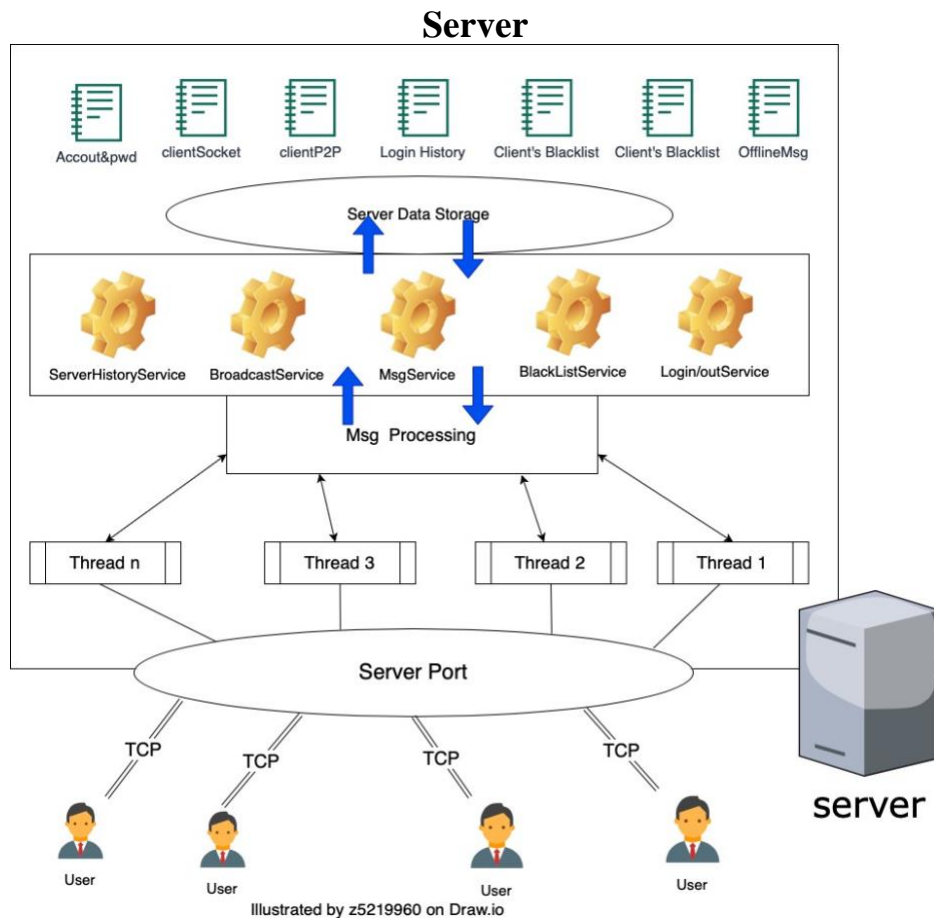 Server
Accout&pwd
clientSocket
clientP2P
Login History
Client's Blacklist
Client's Blacklist
OfflineMsg
Server Data Storage
ServerHistoryService
BroadcastService
MsgService
BlackListService
Login/outService
Msg Processing
Thread n
Thread 3
Thread 2
Thread 1
Server Port
TCP
TCP
TCP
TCP
server
User
User
User
User
Illustrated by z5219960 on Draw.io